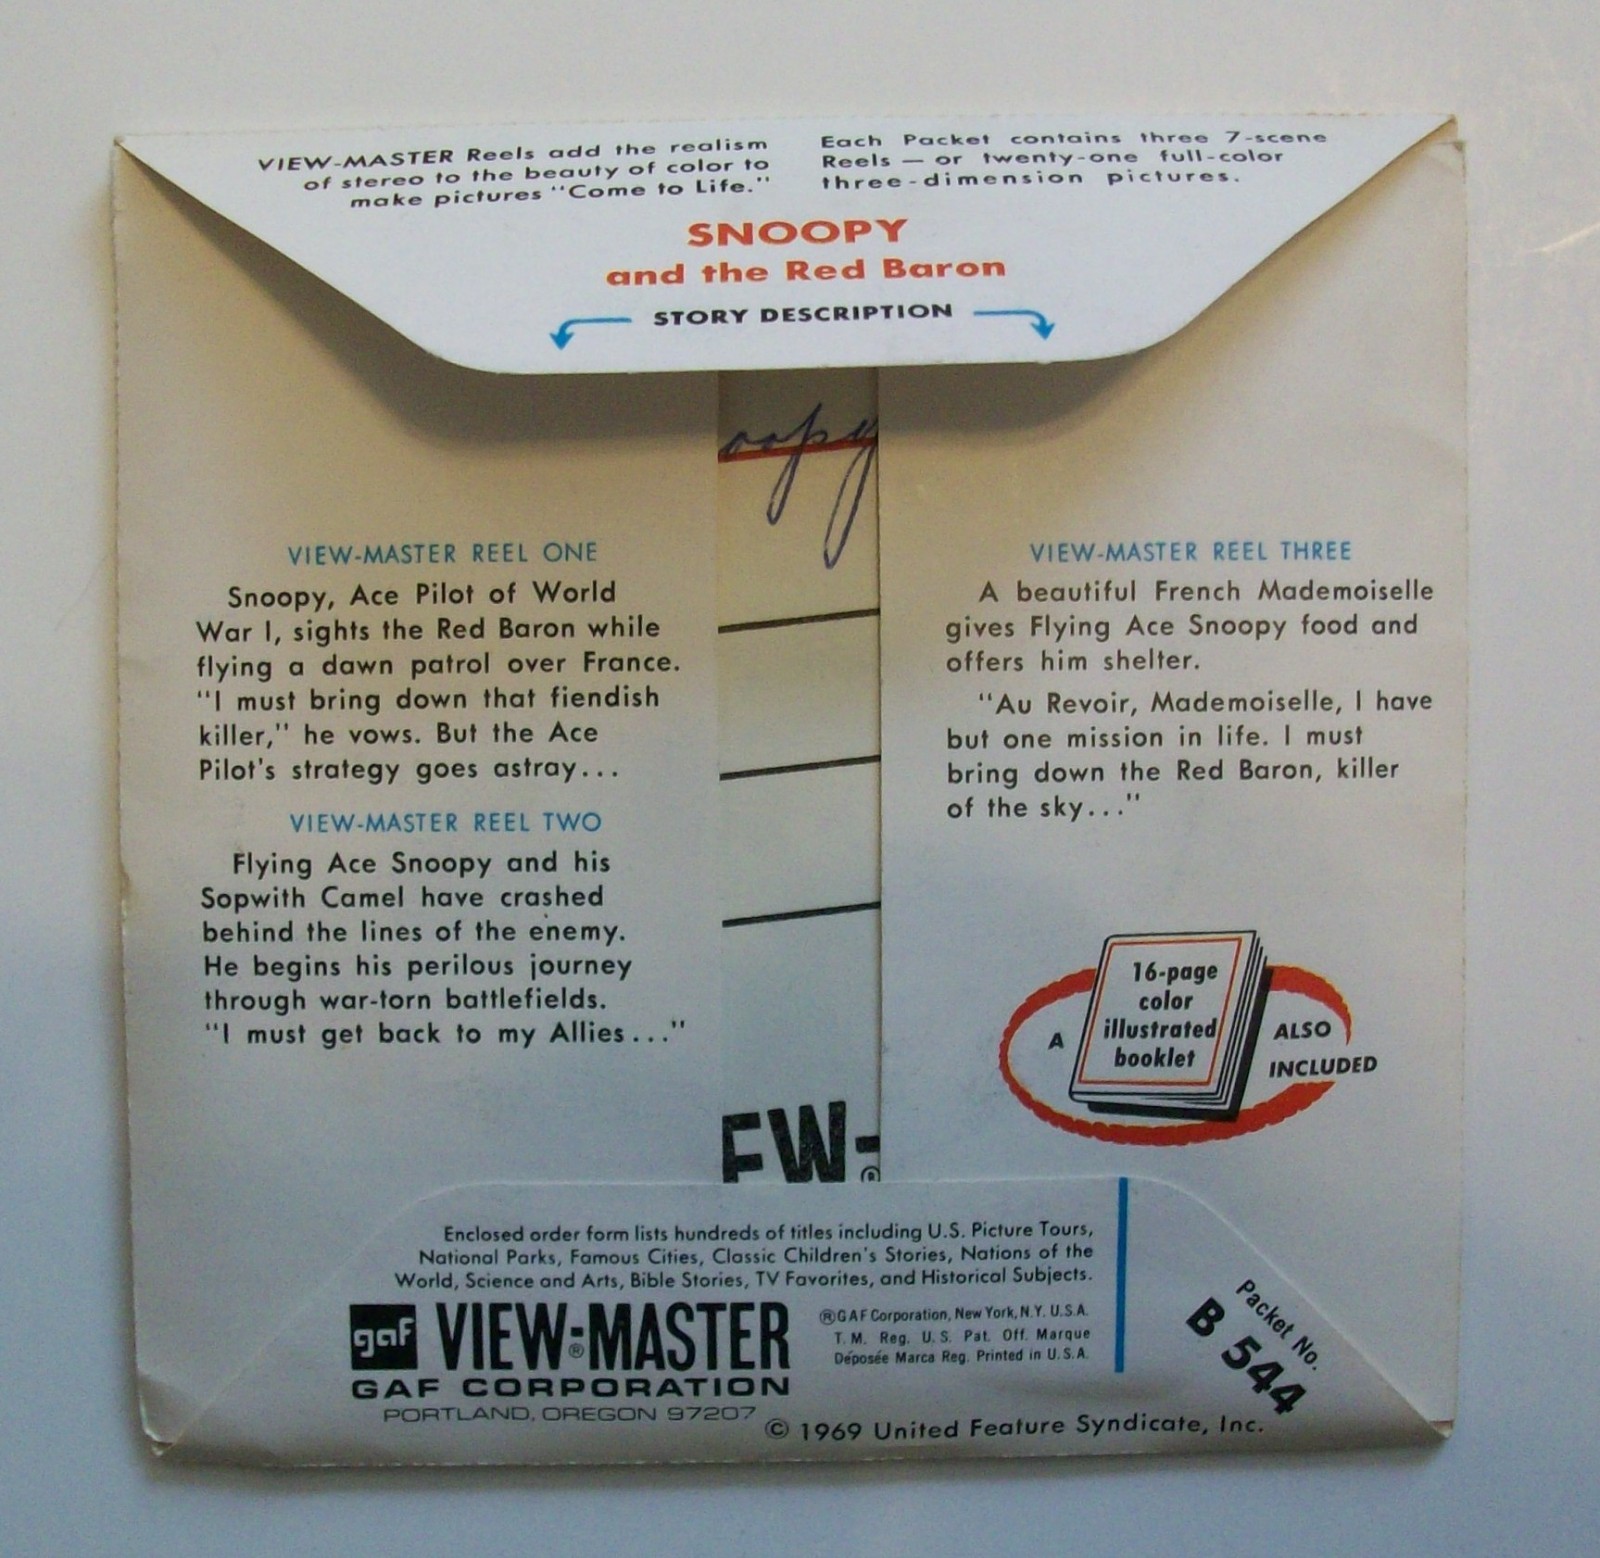 VIEW-MASTER Reels add the realism
of stereo to the beauty of color to
make pictures "Come to Life."
Each Packet contains three 7-scene
Reels — or twenty-one full-color
three-dimension pictures.
SNOOPY
and the Red Baron
STORY DESCRIPTION
oopy
VIEW-MASTER REEL ONE
Snoopy, Ace Pilot of World
War I, sights the Red Baron while
flying a dawn patrol over France.
"I must bring down that fiendish
killer," he vows. But the Ace
Pilot's strategy goes astray...
VIEW-MASTER REEL TWO
Flying Ace Snoopy and his
Sopwith Camel have crashed
behind the lines of the enemy.
He begins his perilous journey
through war-torn battlefields.
"I must get back to my Allies..."
VIEW-MASTER REEL THREE
A beautiful French Mademoiselle
gives Flying Ace Snoopy food and
offers him shelter.
"Au Revoir, Mademoiselle, I have
but one mission in life. I must
bring down the Red Baron, killer
of the sky..."
A
16-page
color
illustrated
booklet
ALSO
INCLUDED
EW-
®
Enclosed order form lists hundreds of titles including U.S. Picture Tours,
National Parks, Famous Cities, Classic Children's Stories, Nations of the
World, Science and Arts, Bible Stories, TV Favorites, and Historical Subjects.
gaf VIEW-MASTER®
GAF CORPORATION
PORTLAND, OREGON 97207
®GAF Corporation, New York, N.Y. U.S.A.
T.M. Reg. U.S. Pat. Off. Marque
Déposée Marca Reg. Printed in U.S.A.
© 1969 United Feature Syndicate, Inc.
Packet No.
B 544